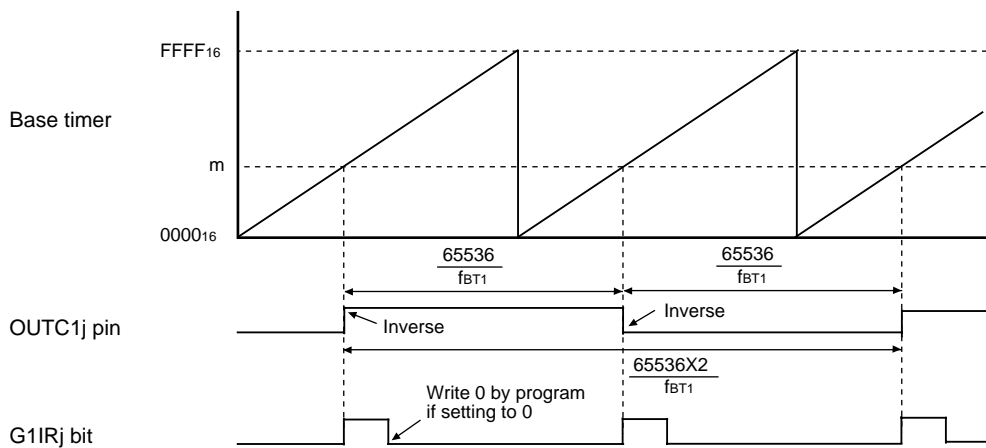 FFFF16
Base timer
m
000016
65536
fBT1
65536
fBT1
OUTC1j pin
Inverse
Inverse
65536X2
fBT1
Write 0 by program
if setting to 0
G1IRj bit